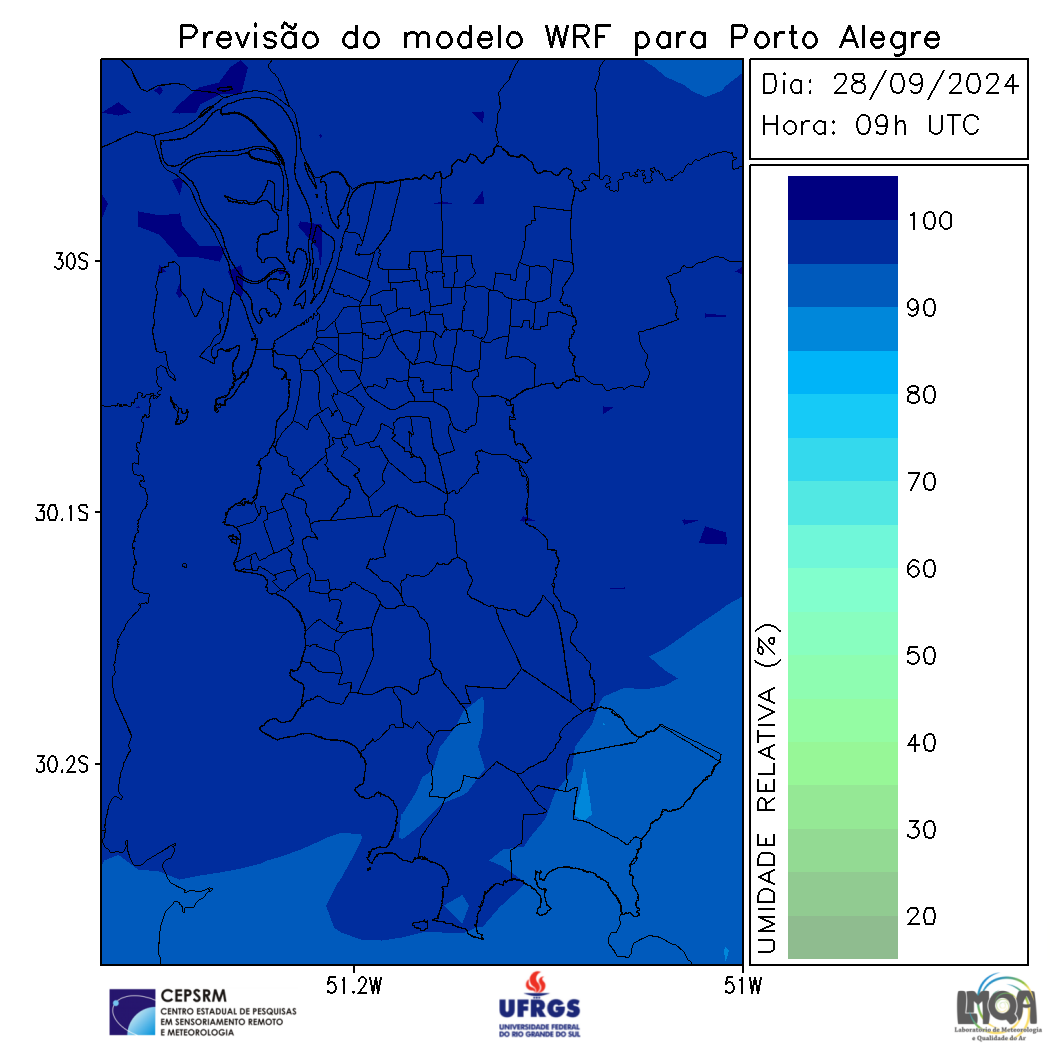 Previsão do modelo WRF para Porto Alegre
Dia: 28/09/2024
Hora: 09h UTC
100
90
80
70
60
50
40
30
20
UMIDADE RELATIVA (%)
30S
30.1S
30.2S
51.2W
51W
CEPSRM
CENTRO ESTADUAL DE PESQUISAS
EM SENSORIAMENTO REMOTO
E METEOROLOGIA
UFRGS
UNIVERSIDADE FEDERAL
DO RIO GRANDE DO SUL
LMQA
Laboratório de Meteorologia
e Qualidade do Ar